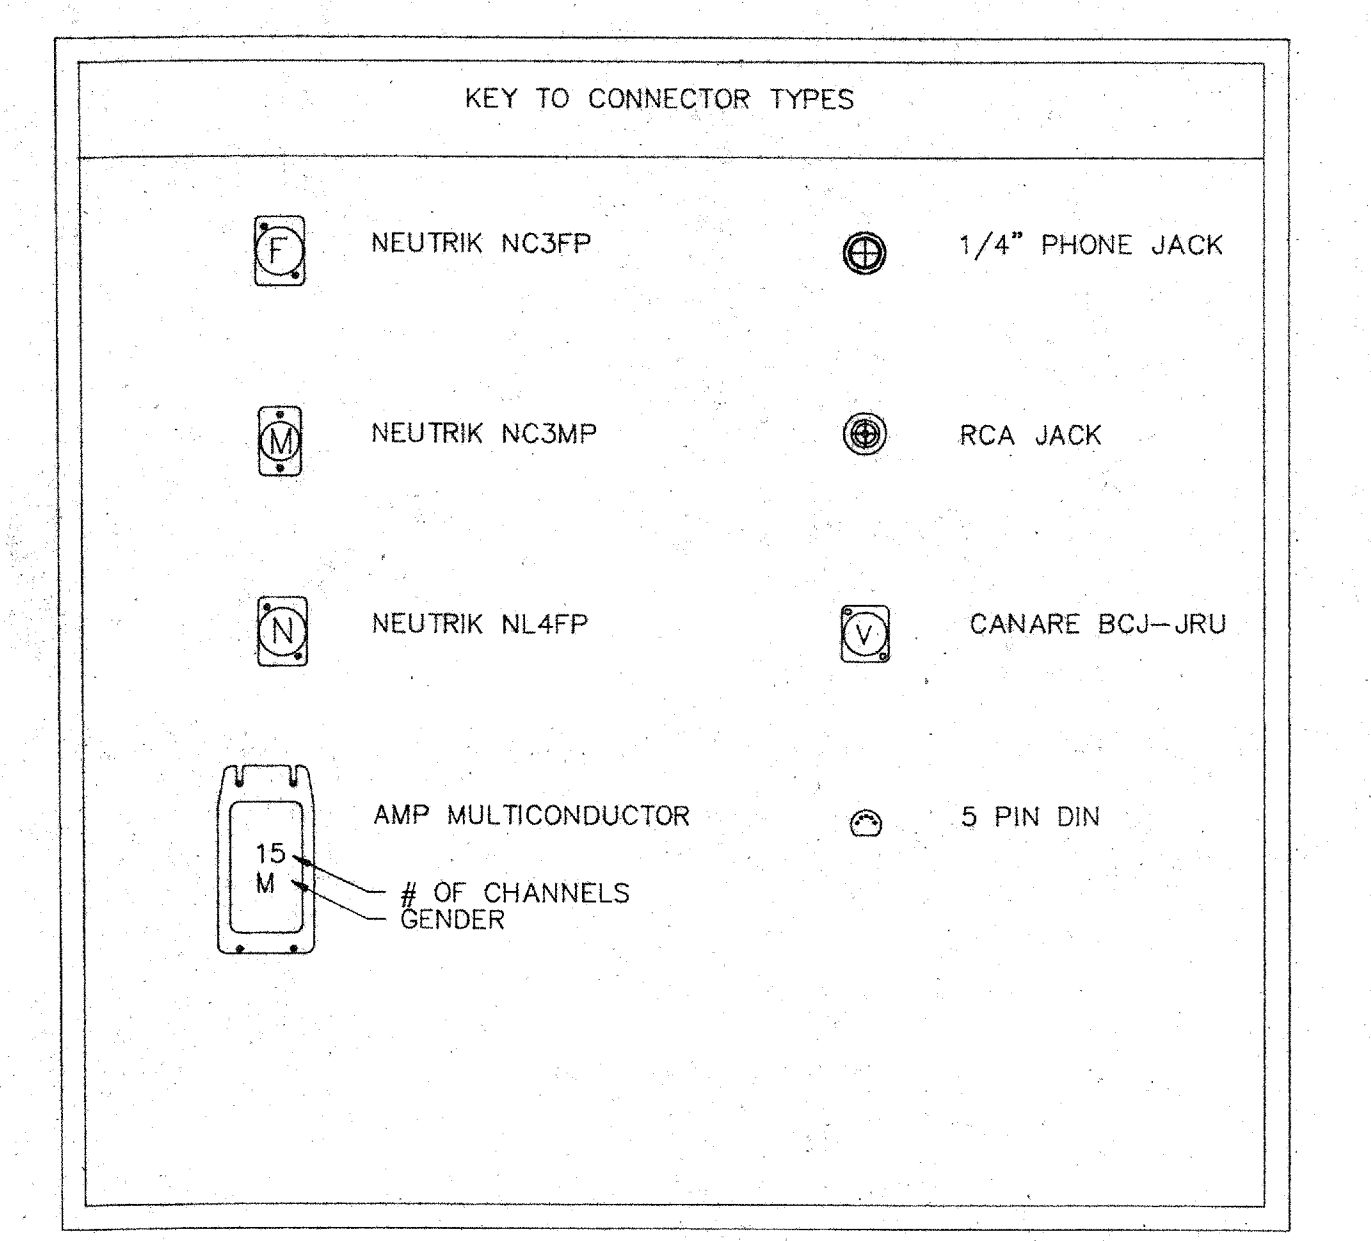 KEY TO CONNECTOR TYPES
F NEUTRIK NC3FP
1/4" PHONE JACK
M NEUTRIK NC3MP
RCA JACK
N NEUTRIK NL4FP
V CANARE BCJ-JRU
AMP MULTICONDUCTOR
5 PIN DIN
15
M
# OF CHANNELS
GENDER